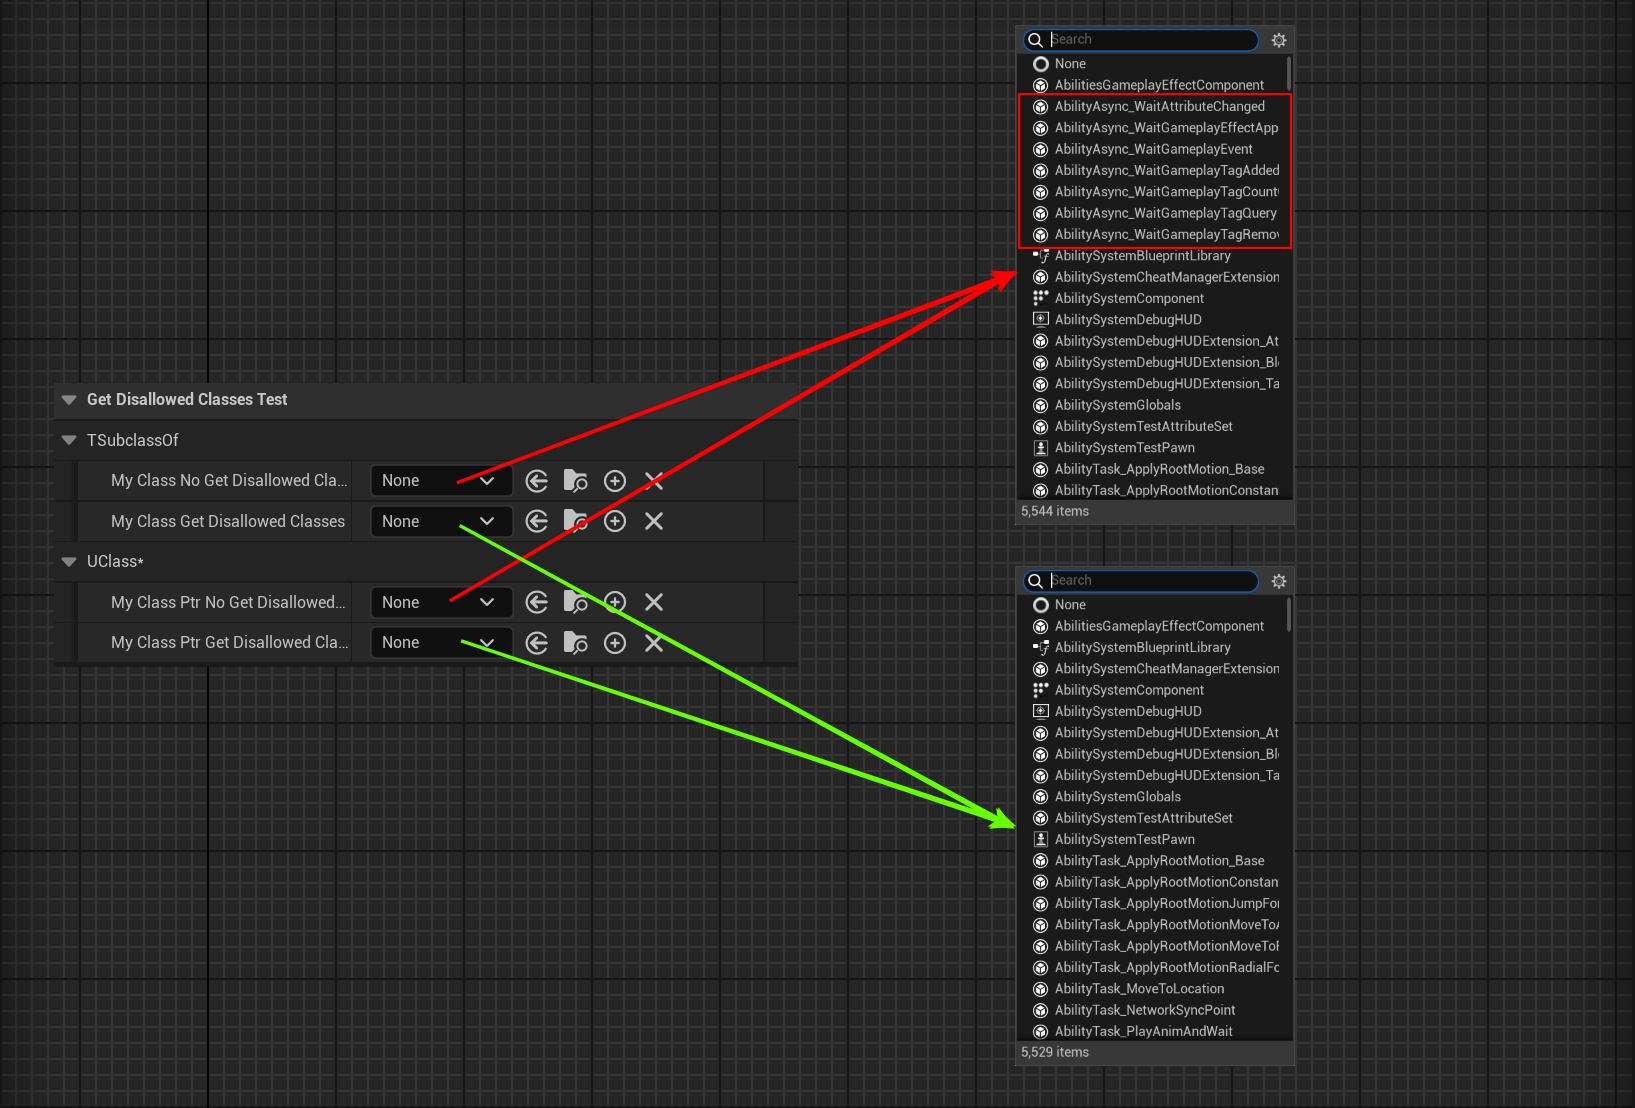 Get Disallowed Classes Test
TSubclassOf
My Class No Get Disallowed Cla...
None
My Class Get Disallowed Classes
None
UClass*
My Class Ptr No Get Disallowed...
None
My Class Ptr Get Disallowed Cla...
None
Search
None
AbilitiesGameplayEffectComponent
AbilityAsync_WaitAttributeChanged
AbilityAsync_WaitGameplayEffectApp
AbilityAsync_WaitGameplayEvent
AbilityAsync_WaitGameplayTagAdded
AbilityAsync_WaitGameplayTagCount
AbilityAsync_WaitGameplayTagQuery
AbilityAsync_WaitGameplayTagRemov
AbilitySystemBlueprintLibrary
AbilitySystemCheatManagerExtension
AbilitySystemComponent
AbilitySystemDebugHUD
AbilitySystemDebugHUDExtension_At
AbilitySystemDebugHUDExtension_Bl
AbilitySystemDebugHUDExtension_Ta
AbilitySystemGlobals
AbilitySystemTestAttributeSet
AbilitySystemTestPawn
AbilityTask_ApplyRootMotion_Base
AbilityTask_ApplyRootMotionConstan
5,544 items
Search
None
AbilitiesGameplayEffectComponent
AbilitySystemBlueprintLibrary
AbilitySystemCheatManagerExtension
AbilitySystemComponent
AbilitySystemDebugHUD
AbilitySystemDebugHUDExtension_At
AbilitySystemDebugHUDExtension_Bl
AbilitySystemDebugHUDExtension_Ta
AbilitySystemGlobals
AbilitySystemTestAttributeSet
AbilitySystemTestPawn
AbilityTask_ApplyRootMotion_Base
AbilityTask_ApplyRootMotionConstan
AbilityTask_ApplyRootMotionJumpFo
AbilityTask_ApplyRootMotionMoveToA
AbilityTask_ApplyRootMotionMoveToF
AbilityTask_ApplyRootMotionRadialFo
AbilityTask_MoveToLocation
AbilityTask_NetworkSyncPoint
AbilityTask_PlayAnimAndWait
5,529 items